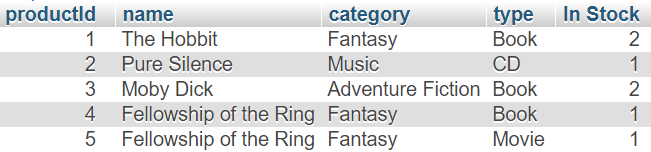 productId name category type In Stock
1 The Hobbit Fantasy Book 2
2 Pure Silence Music CD 1
3 Moby Dick Adventure Fiction Book 2
4 Fellowship of the Ring Fantasy Book 1
5 Fellowship of the Ring Fantasy Movie 1